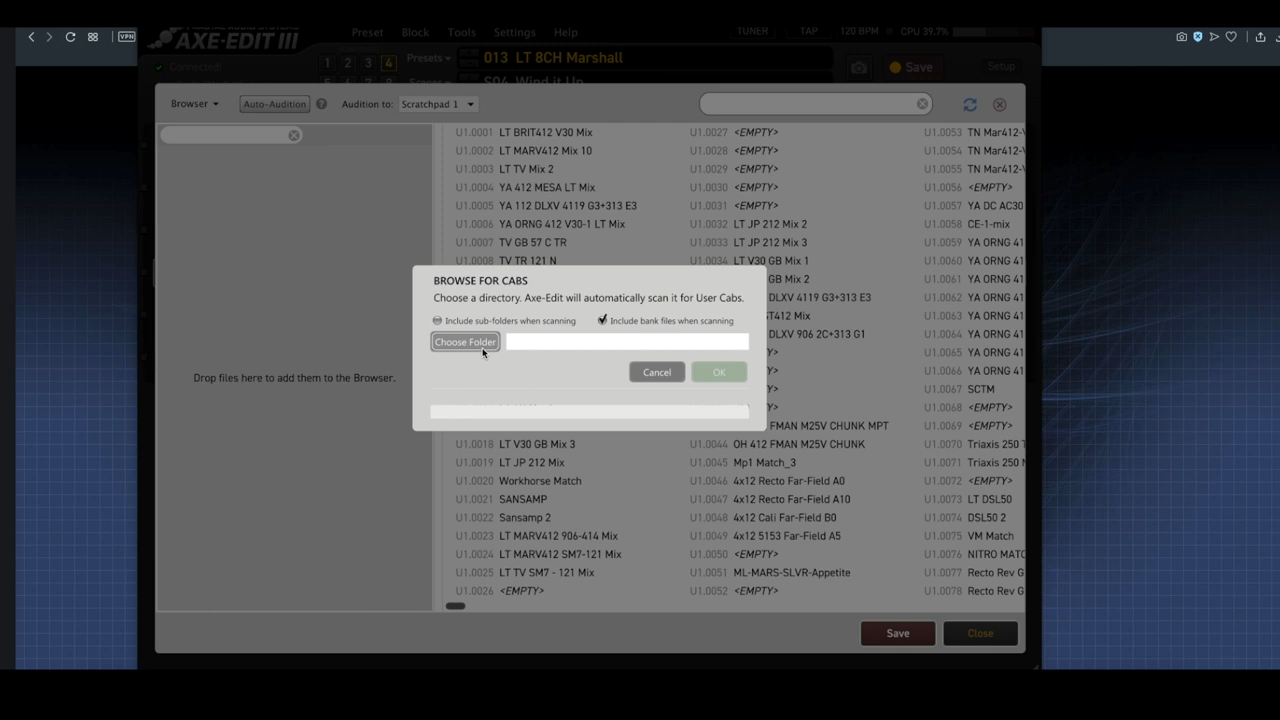 VPN
AXE-EDIT III
Preset Block Tools Settings Help
TUNER TAP 120 BPM CPU 39.7%
Connected!
1 2 3 4
Presets
013 LT 8CH Marshall
Save
Setup
S04 Wind it Up
Browser Auto-Audition ? Audition to: Scratchpad 1
Drop files here to add them to the Browser.
U1.0001 LT BRIT412 V30 Mix
U1.0002 LT MARV412 Mix 10
U1.0003 LT TV Mix 2
U1.0004 YA 412 MESA LT Mix
U1.0005 YA 112 DLXV 4119 G3+313 E3
U1.0006 YA ORNG 412 V30-1 LT Mix
U1.0007 TV GB 57 C TR
U1.0008 TV TR 121 N
U1.0018 LT V30 GB Mix 3
U1.0019 LT JP 212 Mix
U1.0020 Workhorse Match
U1.0021 SANSAMP
U1.0022 Sansamp 2
U1.0023 LT MARV412 906-414 Mix
U1.0024 LT MARV412 SM7-121 Mix
U1.0025 LT TV SM7 - 121 Mix
U1.0026 <EMPTY>
U1.0027 <EMPTY>
U1.0028 <EMPTY>
U1.0029 <EMPTY>
U1.0030 <EMPTY>
U1.0031 <EMPTY>
U1.0032 LT JP 212 Mix 2
U1.0033 LT JP 212 Mix 3
U1.0034 LT V30 GB Mix 1
GB Mix 2
DLXV 4119 G3+313 E3
ST412 Mix
DLXV 906 2C+313 G1
FMAN M25V CHUNK MPT
U1.0044 OH 412 FMAN M25V CHUNK
U1.0045 Mp1 Match_3
U1.0046 4x12 Recto Far-Field A0
U1.0047 4x12 Recto Far-Field A10
U1.0048 4x12 Cali Far-Field B0
U1.0049 4x12 5153 Far-Field A5
U1.0050 <EMPTY>
U1.0051 ML-MARS-SLVR-Appetite
U1.0052 <EMPTY>
U1.0053 TN Mar412-V
U1.0054 TN Mar412-
U1.0055 TN Mar412-V
U1.0056 <EMPTY>
U1.0057 YA DC AC30
U1.0058 CE-1-mix
U1.0059 YA ORNG 41
U1.0060 YA ORNG 41
U1.0061 YA ORNG 41
U1.0062 YA ORNG 41
U1.0063 YA ORNG 41
U1.0064 YA ORNG 41
U1.0065 YA ORNG 41
U1.0066 YA ORNG 41
U1.0067 SCTM
U1.0068 <EMPTY>
U1.0069 <EMPTY>
U1.0070 Triaxis 250 T
U1.0071 Triaxis 250 M
U1.0072 <EMPTY>
U1.0073 LT DSL50
U1.0074 DSL50 2
U1.0075 VM Match
U1.0076 NITRO MATC
U1.0077 Recto Rev G
U1.0078 Recto Rev G
BROWSE FOR CABS
Choose a directory. Axe-Edit will automatically scan it for User Cabs.
Include sub-folders when scanning Include bank files when scanning
Choose Folder
Cancel OK
Save Close